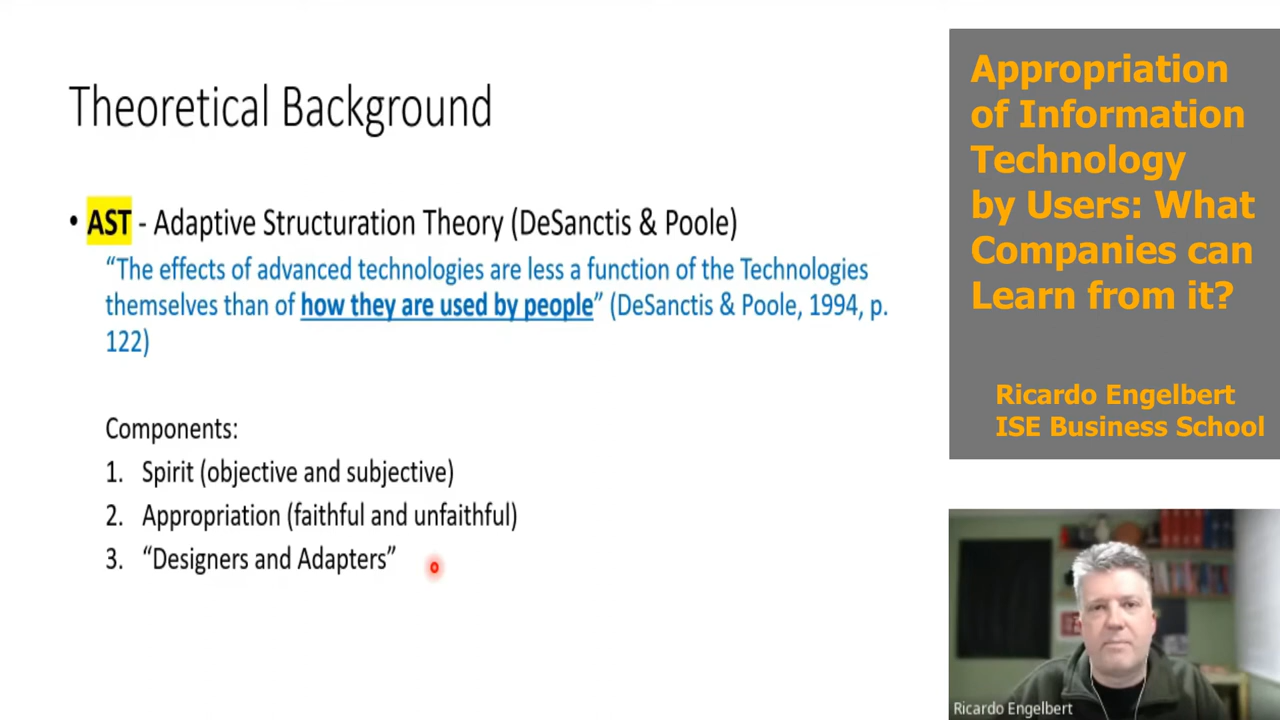 Theoretical Background
• AST - Adaptive Structuration Theory (DeSanctis & Poole)
“The effects of advanced technologies are less a function of the Technologies
themselves than of how they are used by people” (DeSanctis & Poole, 1994, p.
122)
Components:
1. Spirit (objective and subjective)
2. Appropriation (faithful and unfaithful)
3. “Designers and Adapters”
Appropriation
of Information
Technology
by Users: What
Companies can
Learn from it?
Ricardo Engelbert
ISE Business School
Ricardo Engelbert